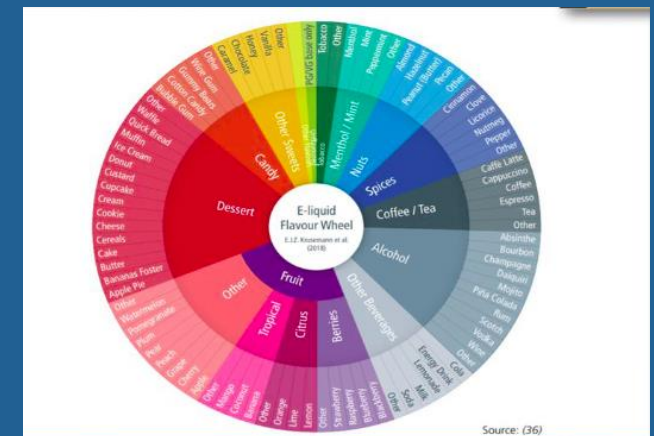 E-liquid
Flavour Wheel
E.J.Z. Krüsemann et al.
(2018)
Tobacco
Menthol / Mint
Nuts
Spices
Coffee / Tea
Alcohol
Other Beverages
Fruit
Berries
Citrus
Tropical
Other
Dessert
Candy
Other Sweets
PG/VG base only
Tobacco
Other
Menthol
Mint
Peppermint
Other
Almond
Hazelnut
Peanut (Butter)
Pecan
Other
Cinnamon
Clove
Licorice
Nutmeg
Pepper
Other
Caffè Latte
Cappuccino
Coffee
Espresso
Tea
Other
Absinthe
Bourbon
Champagne
Daiquiri
Mojito
Piña Colada
Rum
Scotch
Vodka
Wine
Other
Cola
Energy Drink
Lemonade
Milk
Soda
Other
Blackberry
Blueberry
Raspberry
Strawberry
Other
Lemon
Lime
Orange
Other
Banana
Coconut
Mango
Other
Apple
Cherry
Grape
Peach
Pear
Plum
Pomegranate
Watermelon
Other
Apple Pie
Bananas Foster
Butter
Cake
Cereals
Cheese
Cookie
Cream
Cupcake
Custard
Donut
Ice Cream
Muffin
Quick Bread
Waffle
Other
Bubble Gum
Cotton Candy
Gummy Bears
Wine Gum
Other
Caramel
Chocolate
Honey
Vanilla
Other
Source: (36)